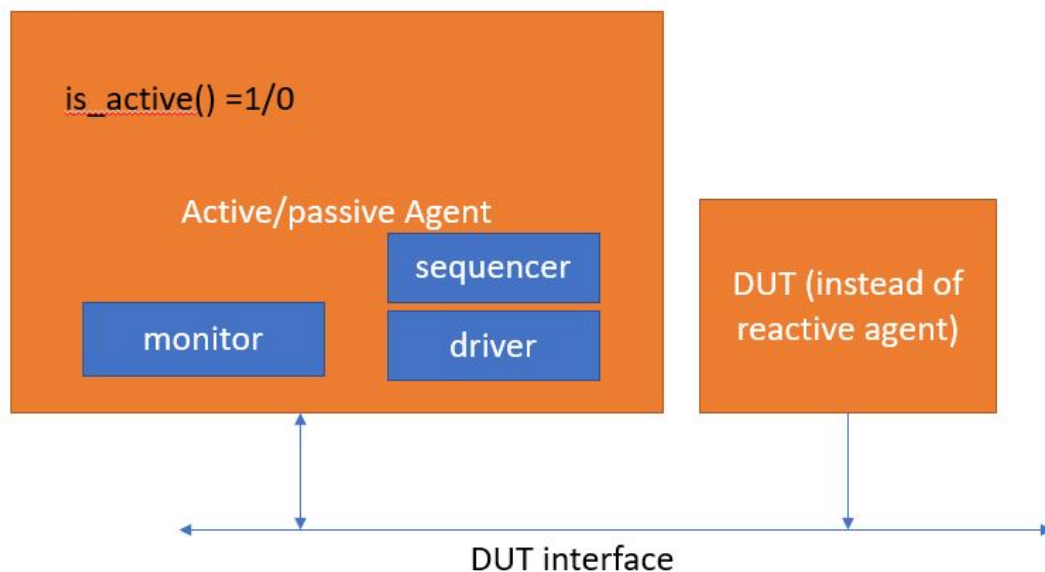 is_active() =1/0
Active/passive Agent
sequencer
monitor
driver
DUT (instead of
reactive agent)
DUT interface